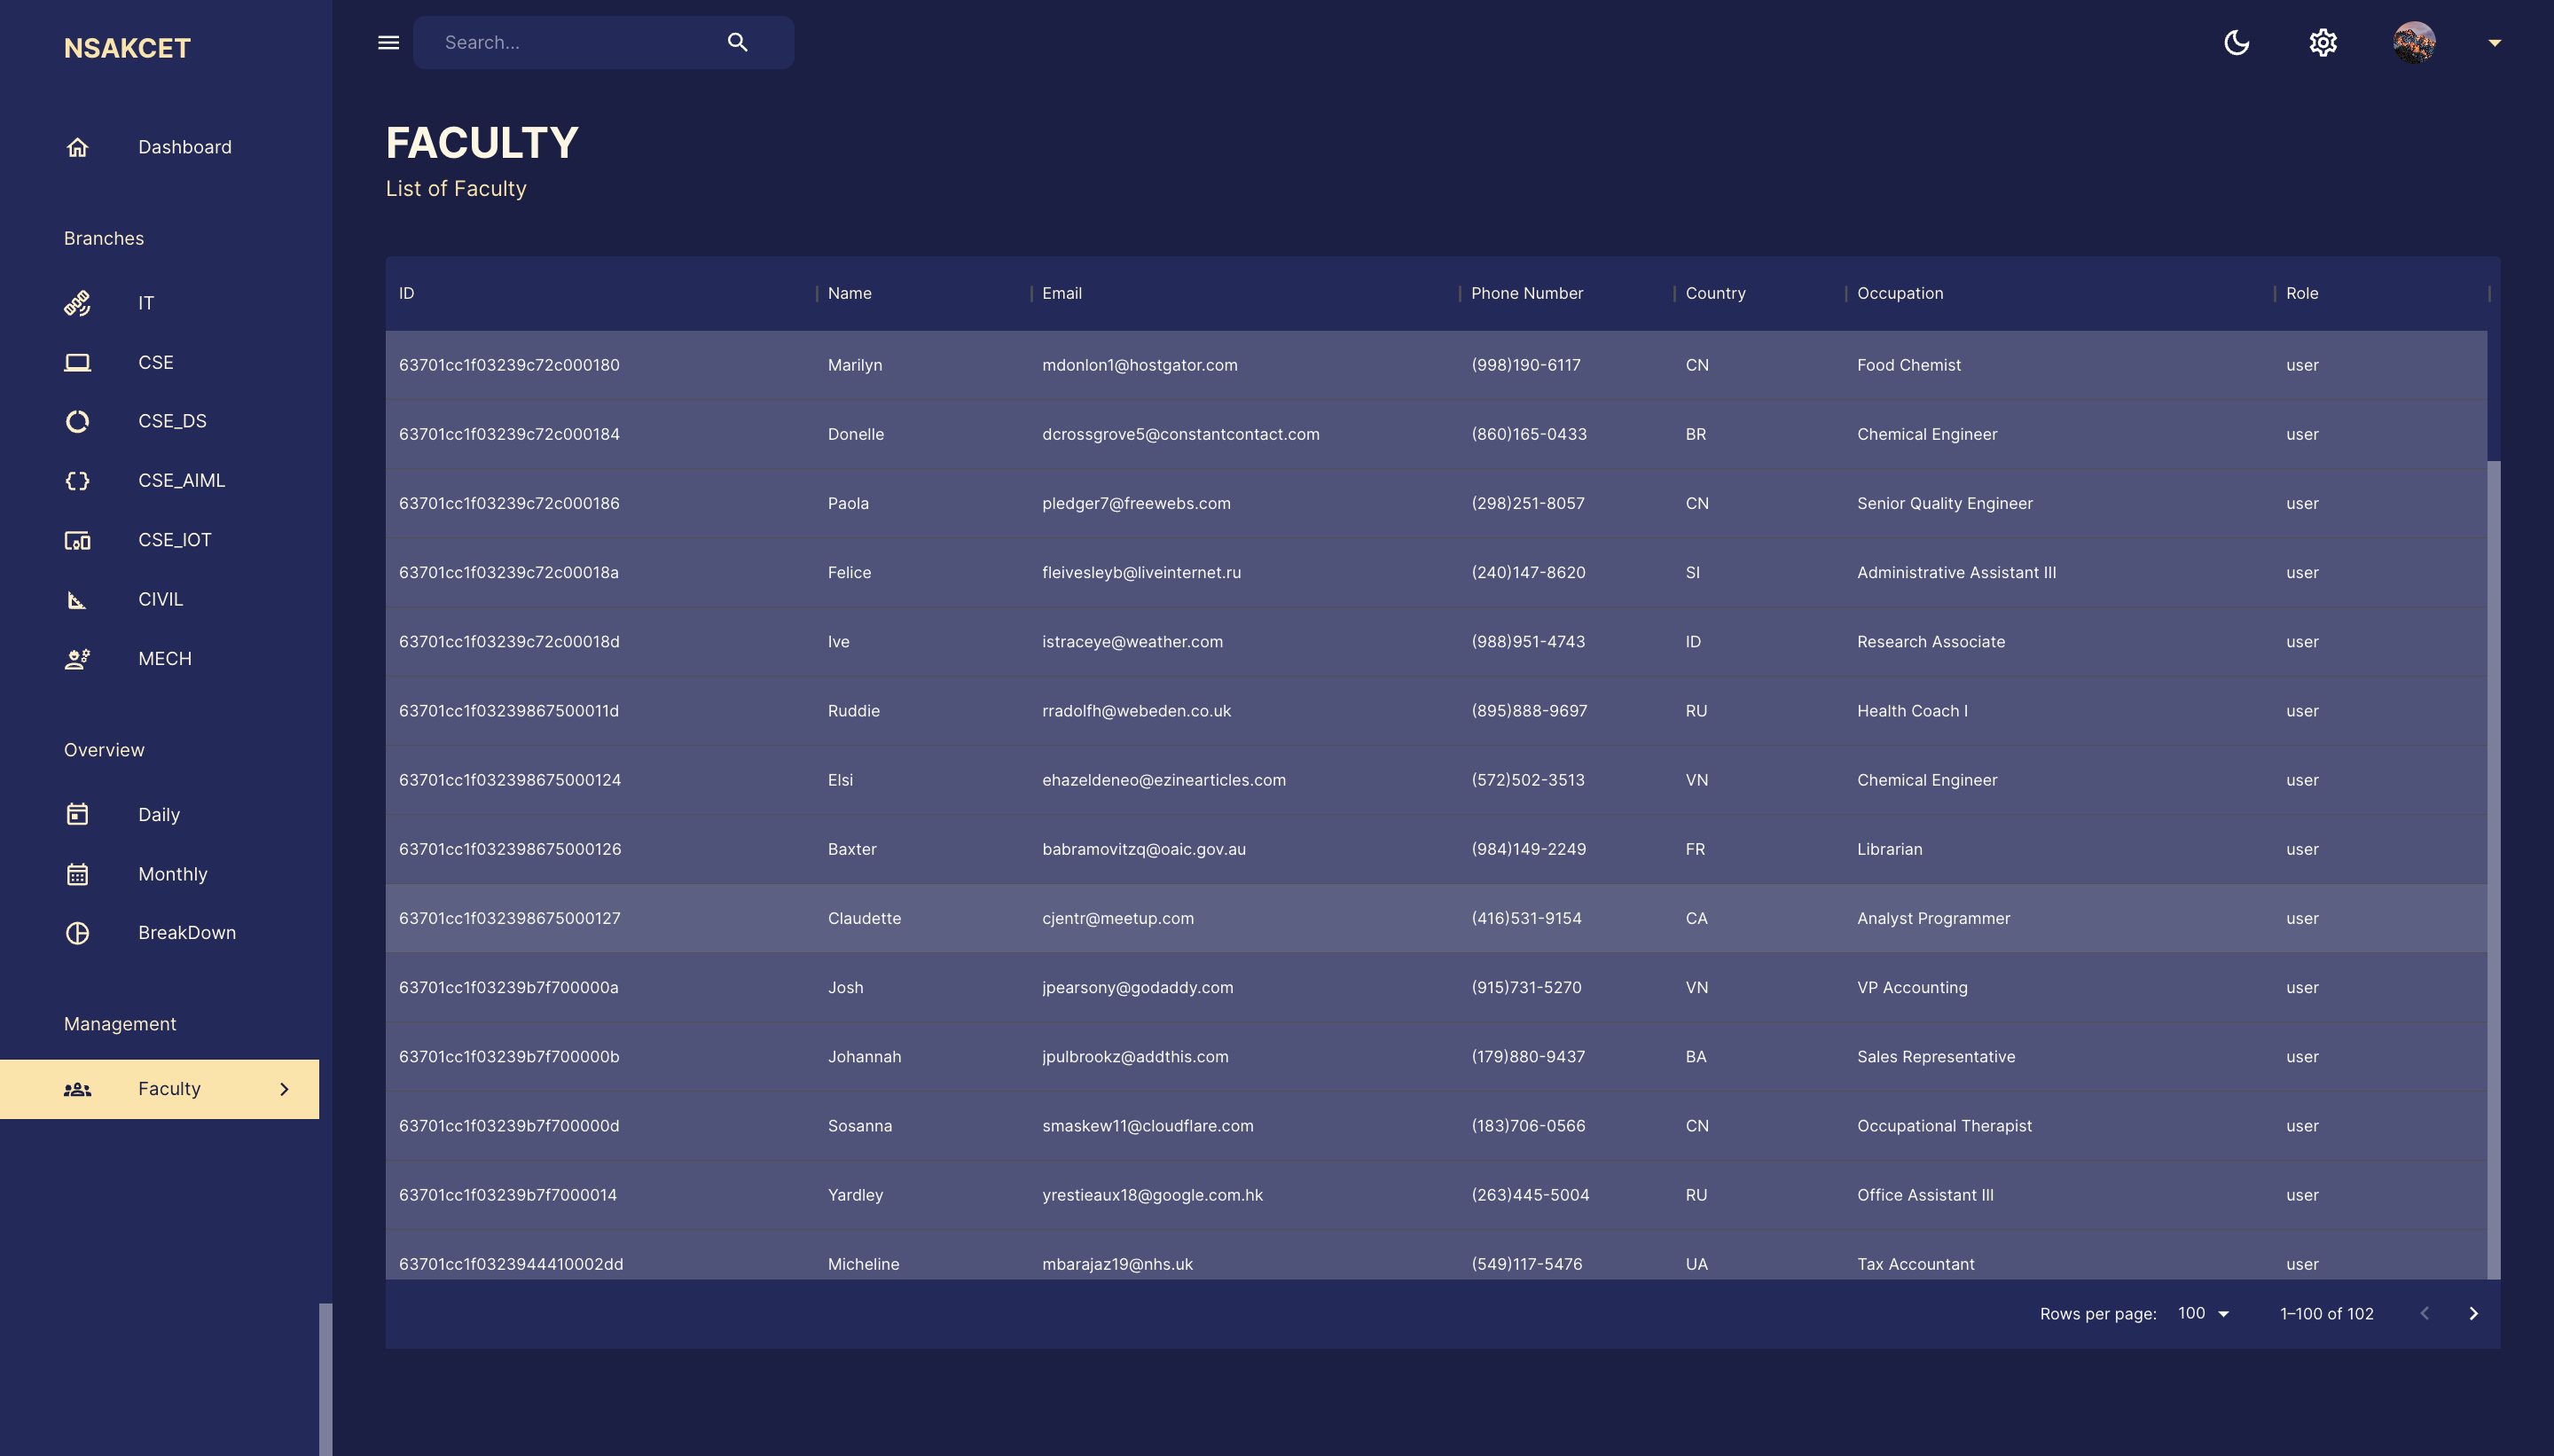 NSAKCET
Search...
Dashboard
Branches
IT
CSE
CSE_DS
CSE_AIML
CSE_IOT
CIVIL
MECH
Overview
Daily
Monthly
BreakDown
Management
Faculty
FACULTY
List of Faculty
ID Name Email Phone Number Country Occupation Role
63701cc1f03239c72c000180 Marilyn mdonlon1@hostgator.com (998)190-6117 CN Food Chemist user
63701cc1f03239c72c000184 Donelle dcrossgrove5@constantcontact.com (860)165-0433 BR Chemical Engineer user
63701cc1f03239c72c000186 Paola pledger7@freewebs.com (298)251-8057 CN Senior Quality Engineer user
63701cc1f03239c72c00018a Felice fleivesleyb@liveinternet.ru (240)147-8620 SI Administrative Assistant III user
63701cc1f03239c72c00018d Ive istraceye@weather.com (988)951-4743 ID Research Associate user
63701cc1f03239867500011d Ruddie rradolfh@webeden.co.uk (895)888-9697 RU Health Coach I user
63701cc1f032398675000124 Elsi ehazeldeneo@ezinearticles.com (572)502-3513 VN Chemical Engineer user
63701cc1f032398675000126 Baxter babramovitzq@oaic.gov.au (984)149-2249 FR Librarian user
63701cc1f032398675000127 Claudette cjentr@meetup.com (416)531-9154 CA Analyst Programmer user
63701cc1f03239b7f700000a Josh jpearsony@godaddy.com (915)731-5270 VN VP Accounting user
63701cc1f03239b7f700000b Johannah jpulbrookz@addthis.com (179)880-9437 BA Sales Representative user
63701cc1f03239b7f700000d Sosanna smaskew11@cloudflare.com (183)706-0566 CN Occupational Therapist user
63701cc1f03239b7f7000014 Yardley yrestieaux18@google.com.hk (263)445-5004 RU Office Assistant III user
63701cc1f0323944410002dd Micheline mbarajaz19@nhs.uk (549)117-5476 UA Tax Accountant user
Rows per page: 100 1–100 of 102